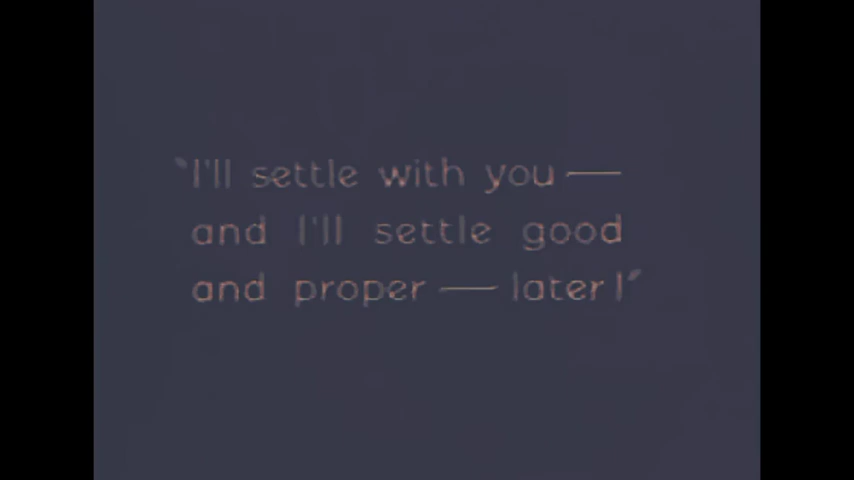 "I'll settle with you —
and I'll settle good
and proper — later!"